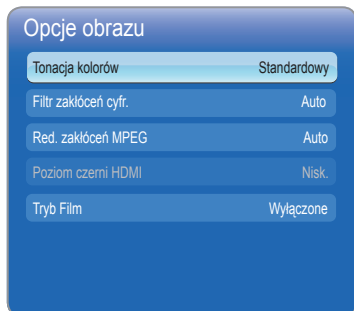 Opcje obrazu
Tonacja kolorów Standardowy
Filtr zakłóceń cyfr. Auto
Red. zakłóceń MPEG Auto
Poziom czerni HDMI Nisk.
Tryb Film Wyłączone